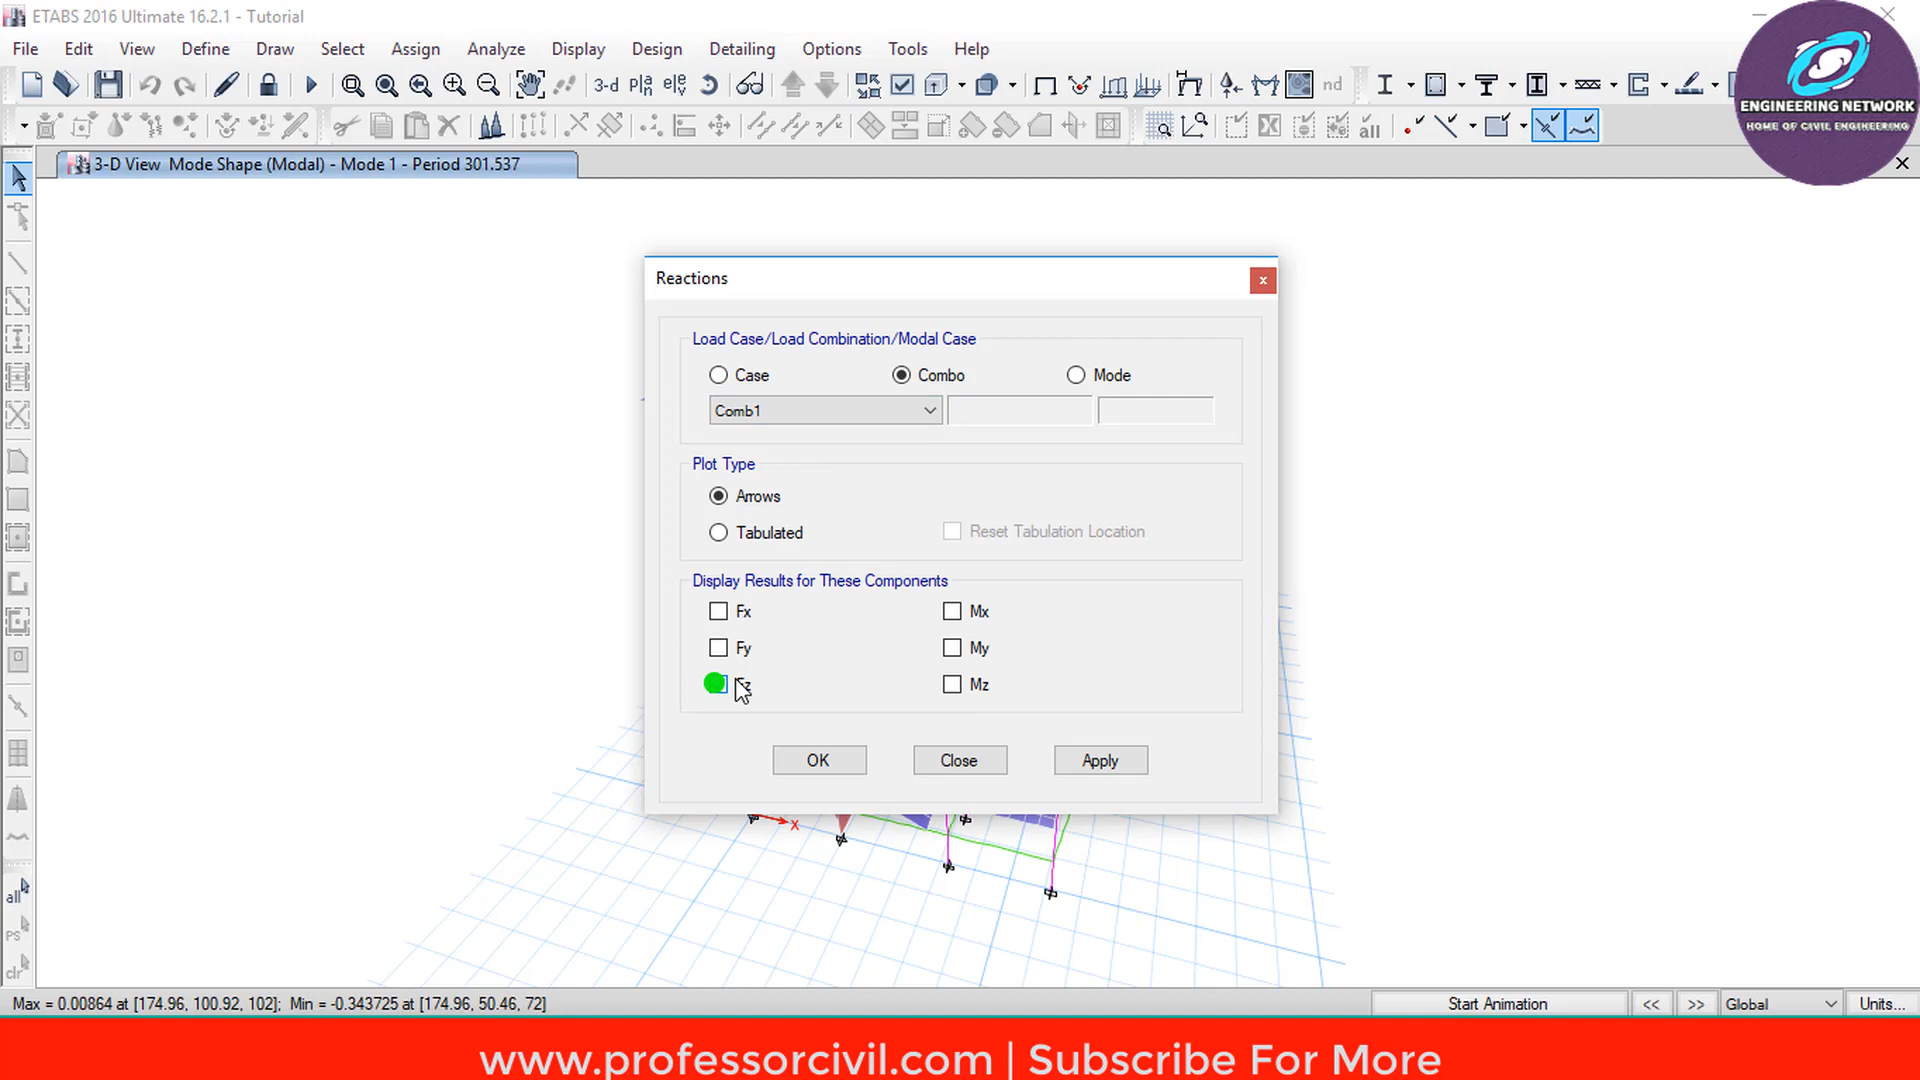 ETABS 2016 Ultimate 16.2.1 - Tutorial
File Edit View Define Draw Select Assign Analyze Display Design Detailing Options Tools Help
3-d pla ele nd
all
ENGINEERING NETWORK
HOME OF CIVIL ENGINEERING
3-D View Mode Shape (Modal) - Mode 1 - Period 301.537
Reactions
Load Case/Load Combination/Modal Case
Case Combo Mode
Comb1
Plot Type
Arrows
Tabulated Reset Tabulation Location
Display Results for These Components
Fx Mx
Fy My
Mz
OK Close Apply
X
all
PS
clr
Max = 0.00864 at [174.96, 100.92, 102]; Min = -0.343725 at [174.96, 50.46, 72] Start Animation << >> Global Units...
www.professorcivil.com | Subscribe For More